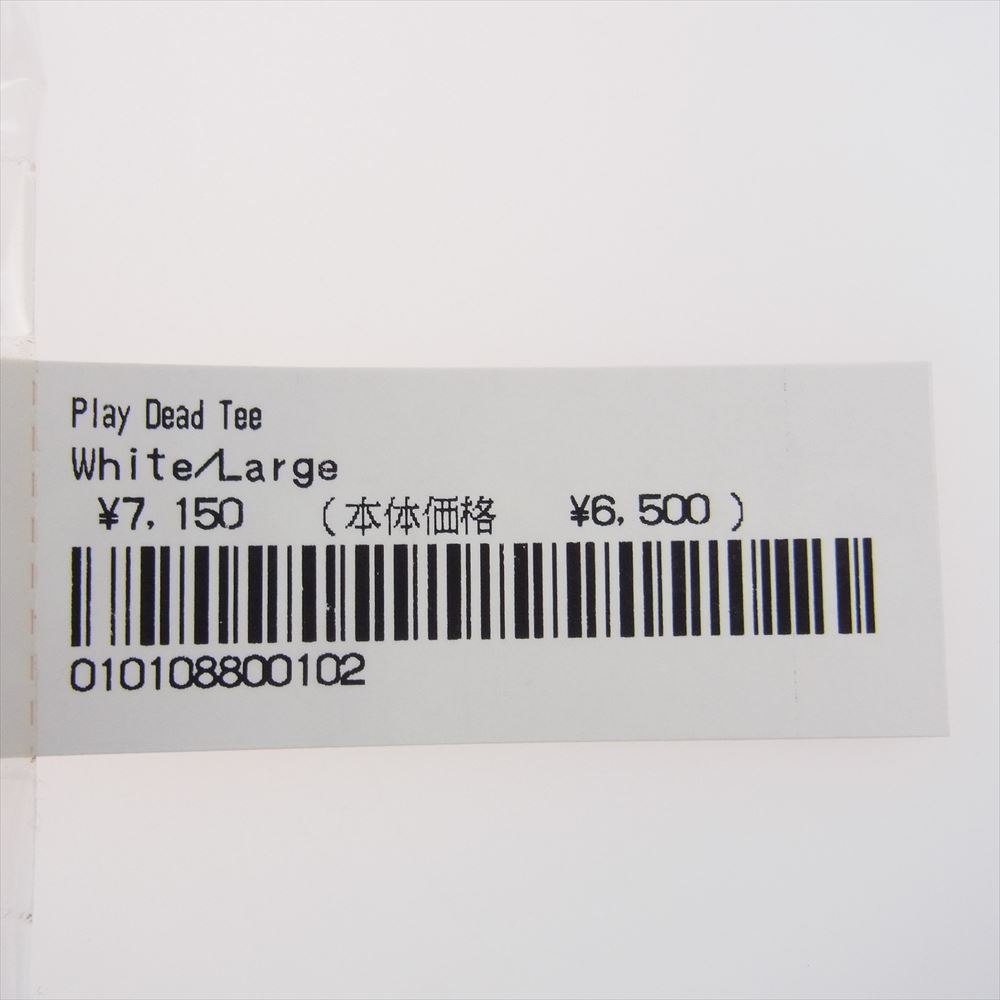 Play Dead Tee
White/Large
¥7,150 (本体価格 ¥6,500)
010108800102